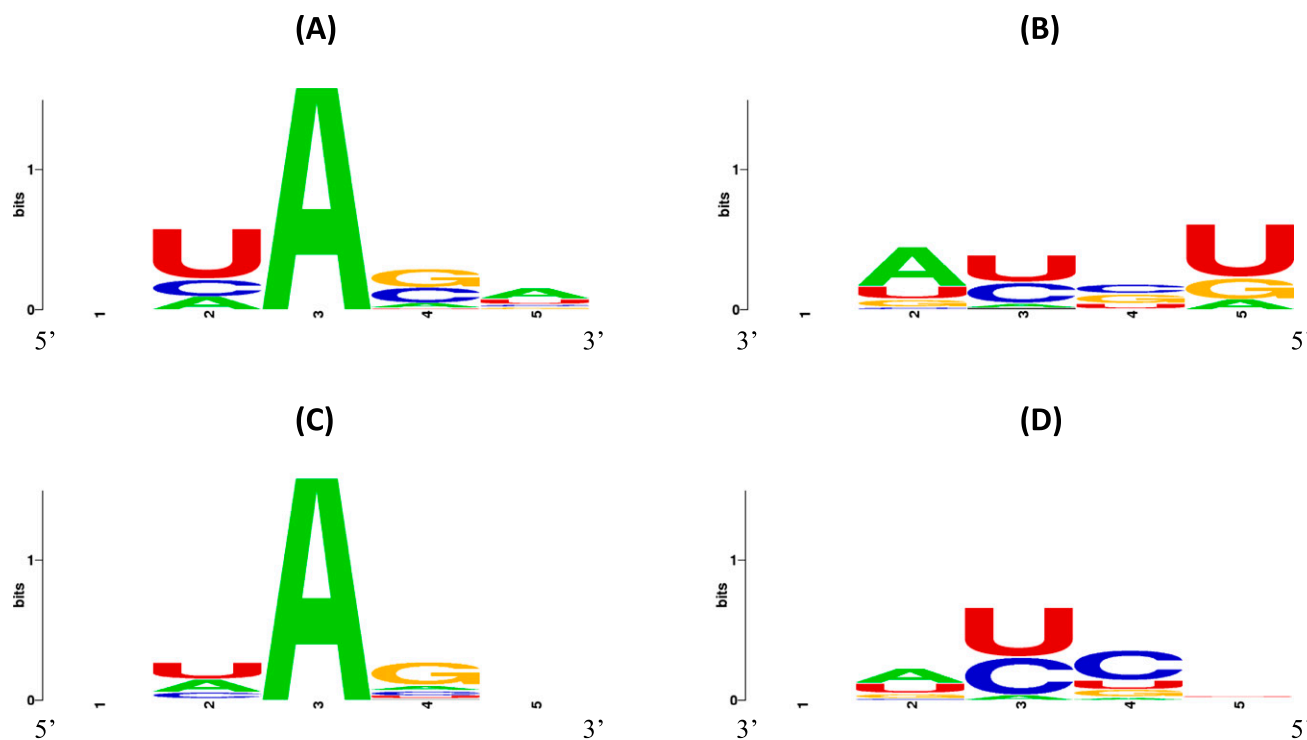 (A) (B)
bits 1 0 U C A A G C A A U 1 2 3 4 5
bits 1 0 A U G U C A C G U U G A 1 2 3 4 5
5’ 3’ 3’ 5’
(C) (D)
bits 1 0 U A C A G A C U 1 2 3 4 5
bits 1 0 A U G U C A C U G A 1 2 3 4 5
5’ 3’ 3’ 5’